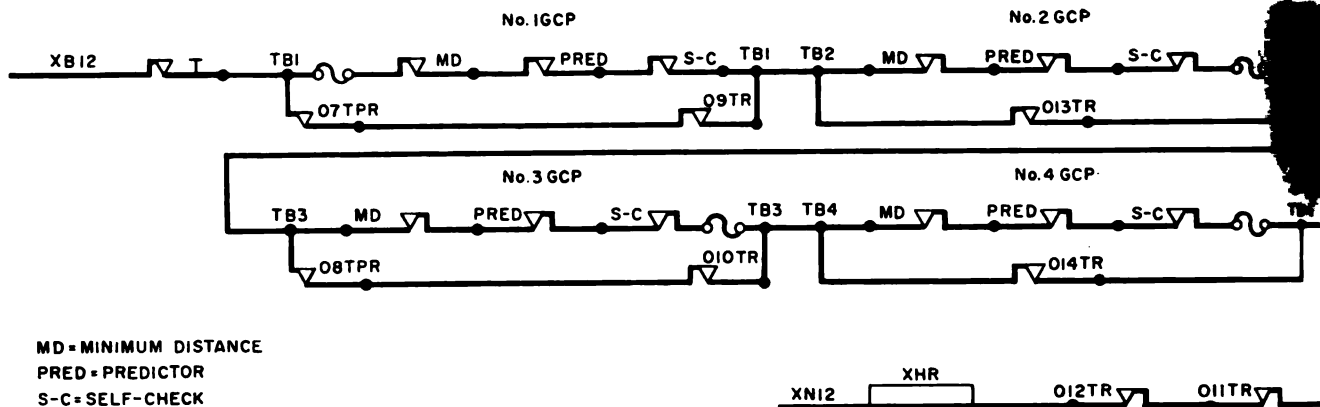 No. 1 GCP
No. 2 GCP
XB12 T TB1 MD PRED S-C TB1 TB2 MD PRED S-C
07TPR 09TR 013TR
No. 3 GCP
No. 4 GCP
TB3 MD PRED S-C TB3 TB4 MD PRED S-C
08TPR 010TR 014TR
MD = MINIMUM DISTANCE
PRED = PREDICTOR
S-C = SELF-CHECK
XHR
XN12 012TR 011TR